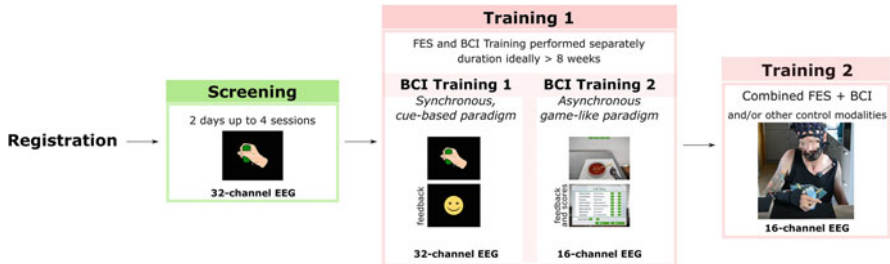 Registration
Screening
2 days up to 4 sessions
32-channel EEG
Training 1
FES and BCI Training performed separately
duration ideally > 8 weeks
BCI Training 1
Synchronous,
cue-based paradigm
feedback
32-channel EEG
BCI Training 2
Asynchronous
game-like paradigm
feedback
and scores
16-channel EEG
Training 2
Combined FES + BCI
and/or other control modalities
16-channel EEG